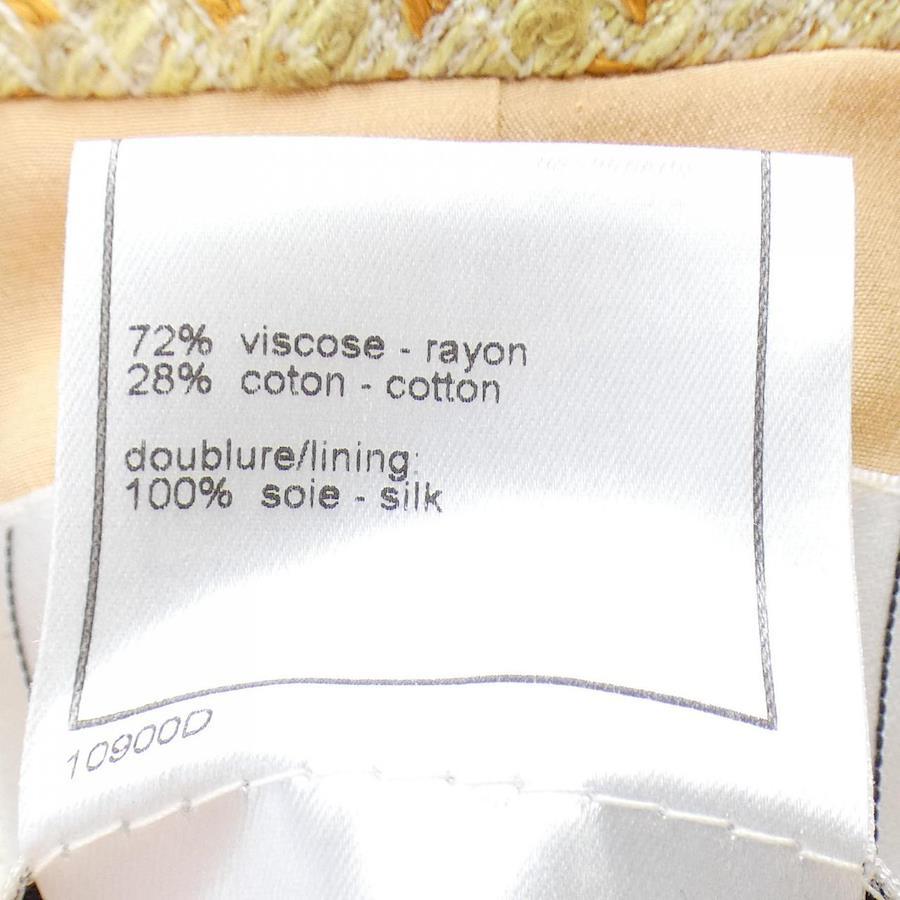 72% viscose - rayon
28% coton - cotton
doublure/lining:
100% soie - silk
10900D